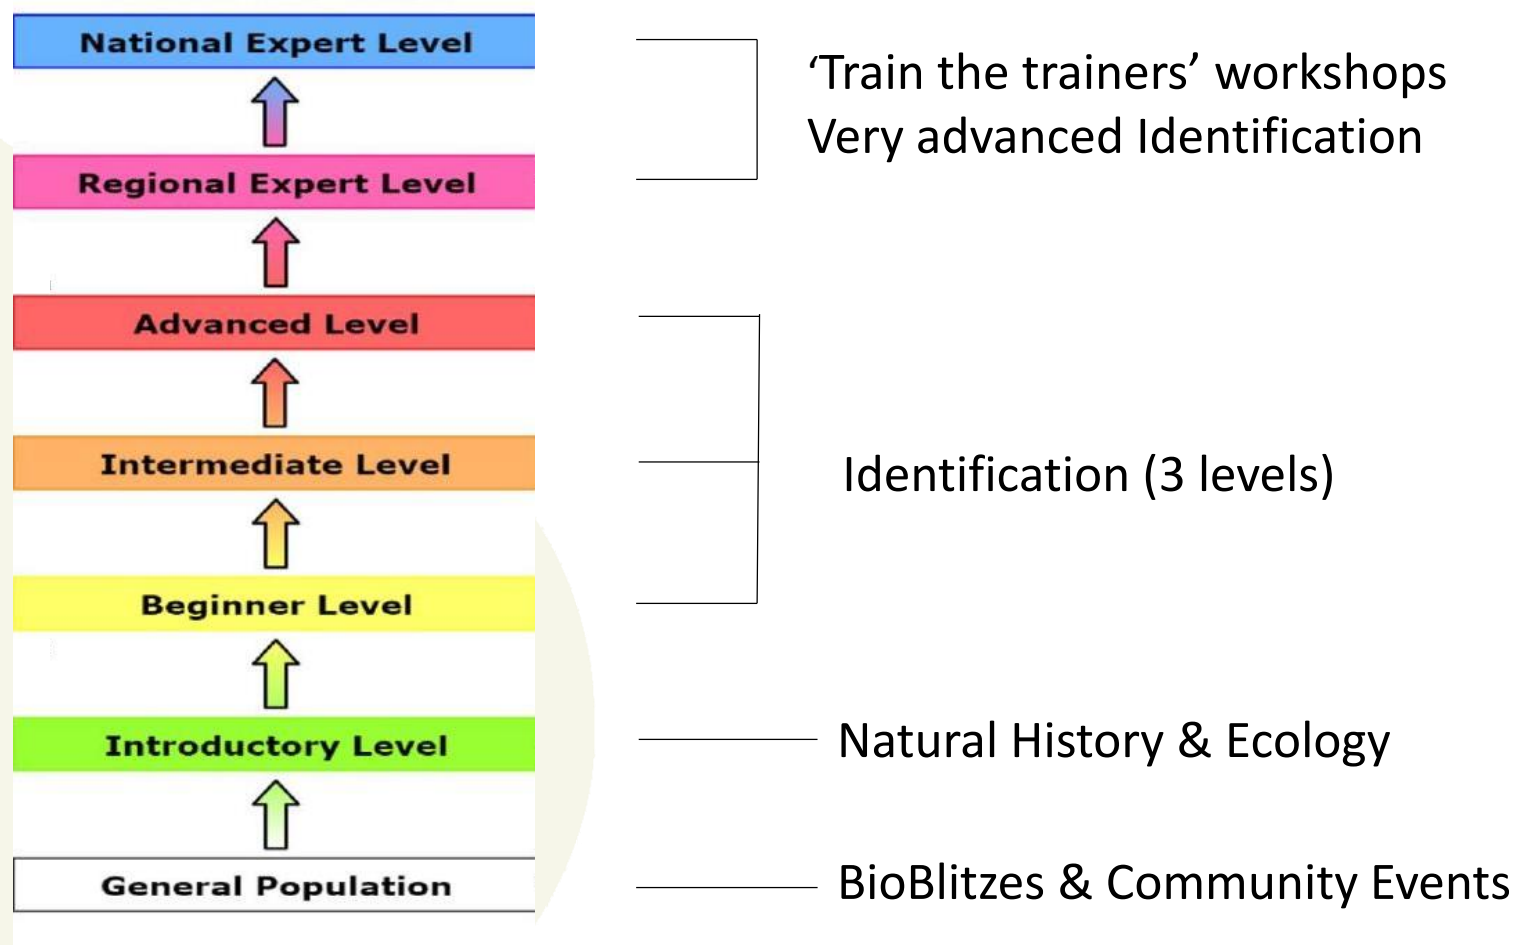 National Expert Level
‘Train the trainers’ workshops
Very advanced Identification
Regional Expert Level
Advanced Level
Intermediate Level
Identification (3 levels)
Beginner Level
Introductory Level
Natural History & Ecology
General Population
BioBlitzes & Community Events